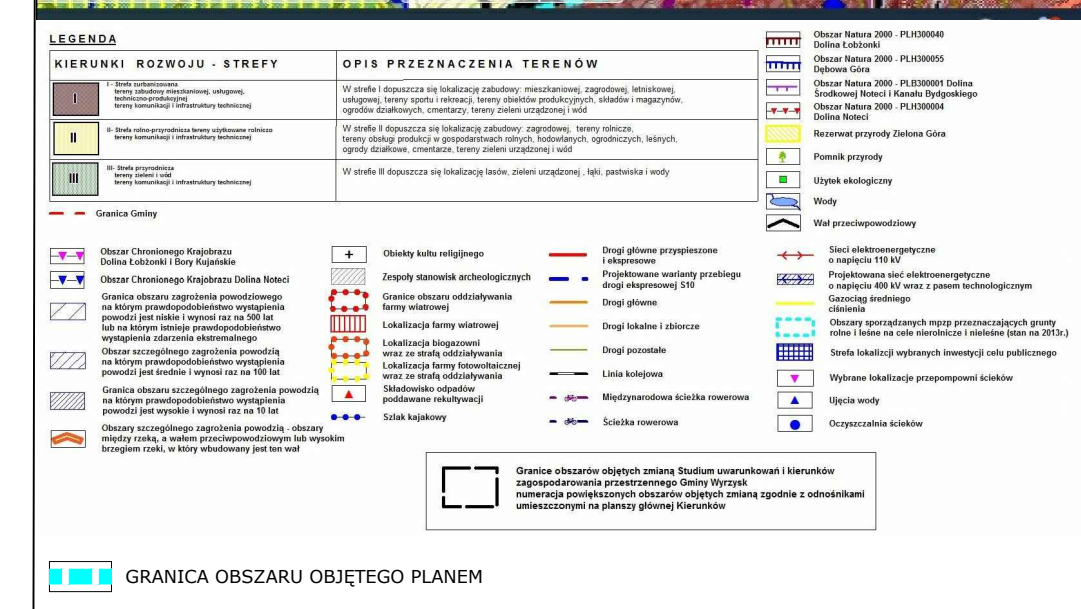 LEGENDA
KIERUNKI ROZWOJU - STREFY
OPIS PRZEZNACZENIA TERENÓW
I
I - Strefa zurbanizowana
tereny zabudowy mieszkaniowej, usługowej,
techniczno-produkcyjnej
tereny komunikacji i infrastruktury technicznej
W strefie I dopuszcza się lokalizację zabudowy: mieszkaniowej, zagrodowej, letniskowej,
usługowej, tereny sportu i rekreacji, tereny obiektów produkcyjnych, składów i magazynów,
ogrodów działkowych, cmentarzy, tereny zieleni urządzonej i wód
II
II- Strefa rolno-przyrodnicza tereny użytkowane rolniczo
tereny komunikacji i infrastruktury technicznej
W strefie II dopuszcza się lokalizację zabudowy: zagrodowej, tereny rolnicze,
tereny obsługi produkcji w gospodarstwach rolnych, hodowlanych, ogrodniczych, leśnych,
ogrody działkowe, cmentarze, tereny zieleni urządzonej i wód
III
III- Strefa przyrodnicza
tereny zieleni i wód
tereny komunikacji i infrastruktury technicznej
W strefie III dopuszcza się lokalizację lasów, zieleni urządzonej , łąki, pastwiska i wody
Granica Gminy
Obszar Natura 2000 - PLH300040
Dolina Łobżonki
Obszar Natura 2000 - PLH300055
Dębowa Góra
Obszar Natura 2000 - PLB300001 Dolina
Środkowej Noteci i Kanału Bydgoskiego
Obszar Natura 2000 - PLH300004
Dolina Noteci
Rezerwat przyrody Zielona Góra
Pomnik przyrody
Użytek ekologiczny
Wody
Wał przeciwpowodziowy
Obszar Chronionego Krajobrazu
Dolina Łobżonki i Bory Kujańskie
Obszar Chronionego Krajobrazu Dolina Noteci
Granica obszaru zagrożenia powodziowego
na którym prawdopodobieństwo wystąpienia
powodzi jest niskie i wynosi raz na 500 lat
lub na którym istnieje prawdopodobieństwo
wystąpienia zdarzenia ekstremalnego
Obszar szczególnego zagrożenia powodzią
na którym prawdopodobieństwo wystąpienia
powodzi jest średnie i wynosi raz na 100 lat
Granica obszaru szczególnego zagrożenia powodzią
na którym prawdopodobieństwo wystąpienia
powodzi jest wysokie i wynosi raz na 10 lat
Obszary szczególnego zagrożenia powodzią - obszary
między rzeką, a wałem przeciwpowodziowym lub wysokim
brzegiem rzeki, w który wbudowany jest ten wał
Obiekty kultu religijnego
Zespoły stanowisk archeologicznych
Granice obszaru oddziaływania
farmy wiatrowej
Lokalizacja farmy wiatrowej
Lokalizacja biogazowni
wraz ze strafą oddziaływania
Lokalizacja farmy fotowoltaicznej
wraz ze strafą oddziaływania
Składowisko odpadów
poddawane rekultywacji
Szlak kajakowy
Drogi główne przyspieszone
i ekspresowe
Projektowane warianty przebiegu
drogi ekspresowej S10
Drogi główne
Drogi lokalne i zbiorcze
Drogi pozostałe
Linia kolejowa
Międzynarodowa ścieżka rowerowa
Ścieżka rowerowa
Sieci elektroenergetyczne
o napięciu 110 kV
Projektowana sieć elektroenergetyczne
o napięciu 400 kV wraz z pasem technologicznym
Gazociąg średniego
ciśnienia
Obszary sporządzanych mpzp przeznaczających grunty
rolne i leśne na cele nierolnicze i nieleśne (stan na 2013r.)
Strefa lokalizcji wybranych inwestycji celu publicznego
Wybrane lokalizacje przepompowni ścieków
Ujęcia wody
Oczyszczalnia ścieków
Granice obszarów objętych zmianą Studium uwarunkowań i kierunków
zagospodarowania przestrzennego Gminy Wyrzysk
numeracja powiększonych obszarów objętych zmianą zgodnie z odnośnikami
umieszczonymi na planszy głównej Kierunków
GRANICA OBSZARU OBJĘTEGO PLANEM